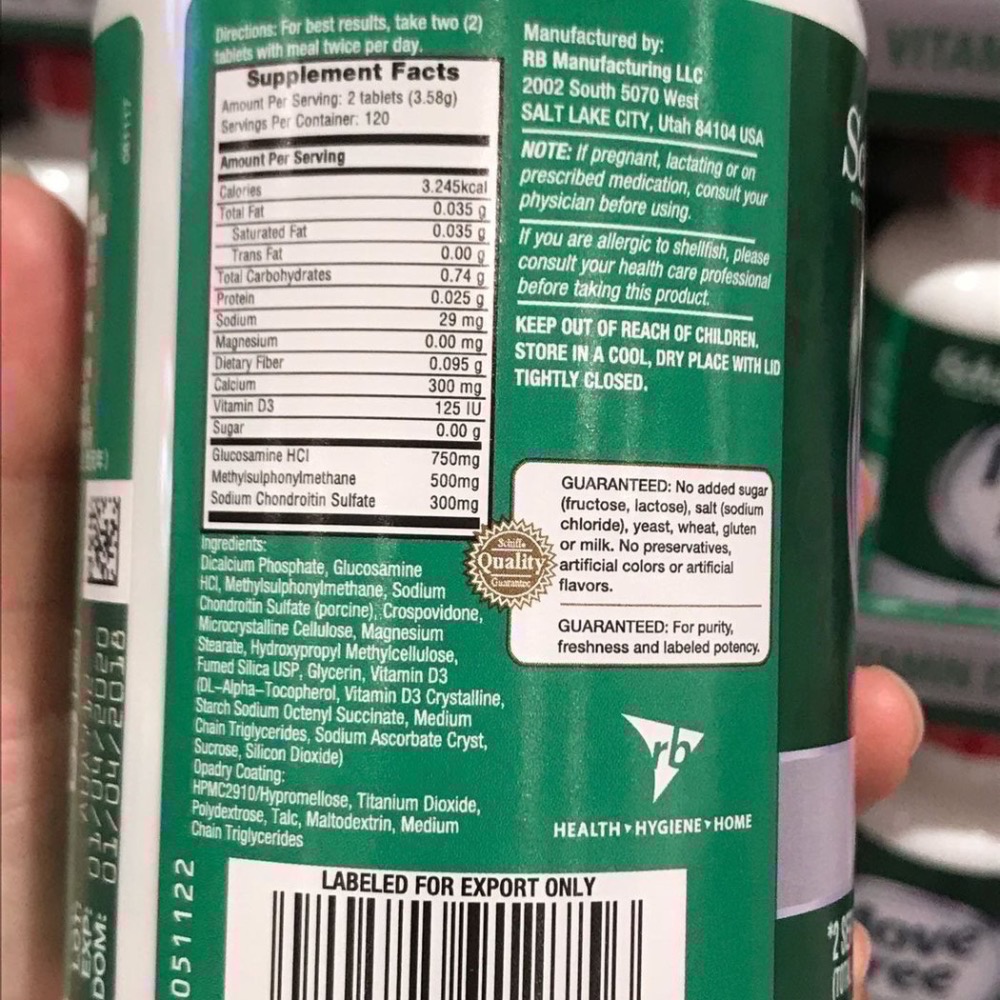 Directions: For best results, take two (2)
tablets with meal twice per day.
Supplement Facts
Amount Per Serving: 2 tablets (3.58g)
Servings Per Container: 120
Amount Per Serving
Calories 3.245kcal
Total Fat 0.035 g
Saturated Fat 0.035 g
Trans Fat 0.00 g
Total Carbohydrates 0.74 g
Protein 0.025 g
Sodium 29 mg
Magnesium 0.00 mg
Dietary Fiber 0.095 g
Calcium 300 mg
Vitamin D3 125 IU
Sugar 0.00 g
Glucosamine HCl 750mg
Methylsulphonylmethane 500mg
Sodium Chondroitin Sulfate 300mg
Ingredients:
Dicalcium Phosphate, Glucosamine
HCl, Methylsulphonylmethane, Sodium
Chondroitin Sulfate (porcine), Crospovidone,
Microcrystalline Cellulose, Magnesium
Stearate, Hydroxypropyl Methylcellulose,
Fumed Silica USP, Glycerin, Vitamin D3
(DL-Alpha-Tocopherol, Vitamin D3 Crystalline,
Starch Sodium Octenyl Succinate, Medium
Chain Triglycerides, Sodium Ascorbate Cryst,
Sucrose, Silicon Dioxide)
Opadry Coating:
HPMC2910/Hypromellose, Titanium Dioxide,
Polydextrose, Talc, Maltodextrin, Medium
Chain Triglycerides
Manufactured by:
RB Manufacturing LLC
2002 South 5070 West
SALT LAKE CITY, Utah 84104 USA
NOTE: If pregnant, lactating or on
prescribed medication, consult your
physician before using.
If you are allergic to shellfish, please
consult your health care professional
before taking this product.
KEEP OUT OF REACH OF CHILDREN.
STORE IN A COOL, DRY PLACE WITH LID
TIGHTLY CLOSED.
GUARANTEED: No added sugar
(fructose, lactose), salt (sodium
chloride), yeast, wheat, gluten
or milk. No preservatives,
artificial colors or artificial
flavors.
GUARANTEED: For purity,
freshness and labeled potency.
Schiff
Quality
Guarantee
rb
HEALTH HYGIENE HOME
LABELED FOR EXPORT ONLY
051122
LOT
EXP:
DOM:
VITAM